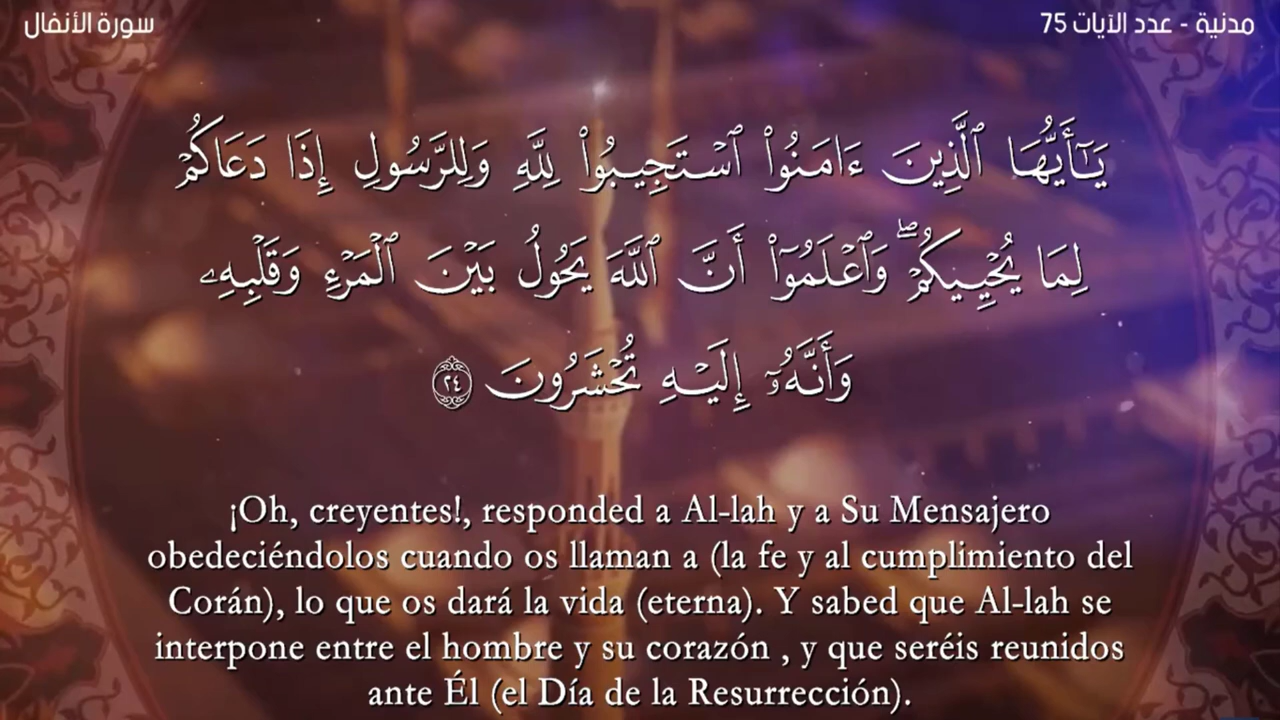 مدنية - عدد الآيات 75
سورة الأنفال
يَـٰٓأَيُّهَا ٱلَّذِينَ ءَامَنُوا۟ ٱسْتَجِيبُوا۟ لِلَّهِ وَلِلرَّسُولِ إِذَا دَعَاكُمْ
لِمَا يُحْيِيكُمْ ۖ وَٱعْلَمُوٓا۟ أَنَّ ٱللَّهَ يَحُولُ بَيْنَ ٱلْمَرْءِ وَقَلْبِهِۦ
وَأَنَّهُۥٓ إِلَيْهِ تُحْشَرُونَ ٢٤
¡Oh, creyentes!, responded a Al-lah y a Su Mensajero
obedeciéndolos cuando os llaman a (la fe y al cumplimiento del
Corán), lo que os dará la vida (eterna). Y sabed que Al-lah se
interpone entre el hombre y su corazón , y que seréis reunidos
ante Él (el Día de la Resurrección).